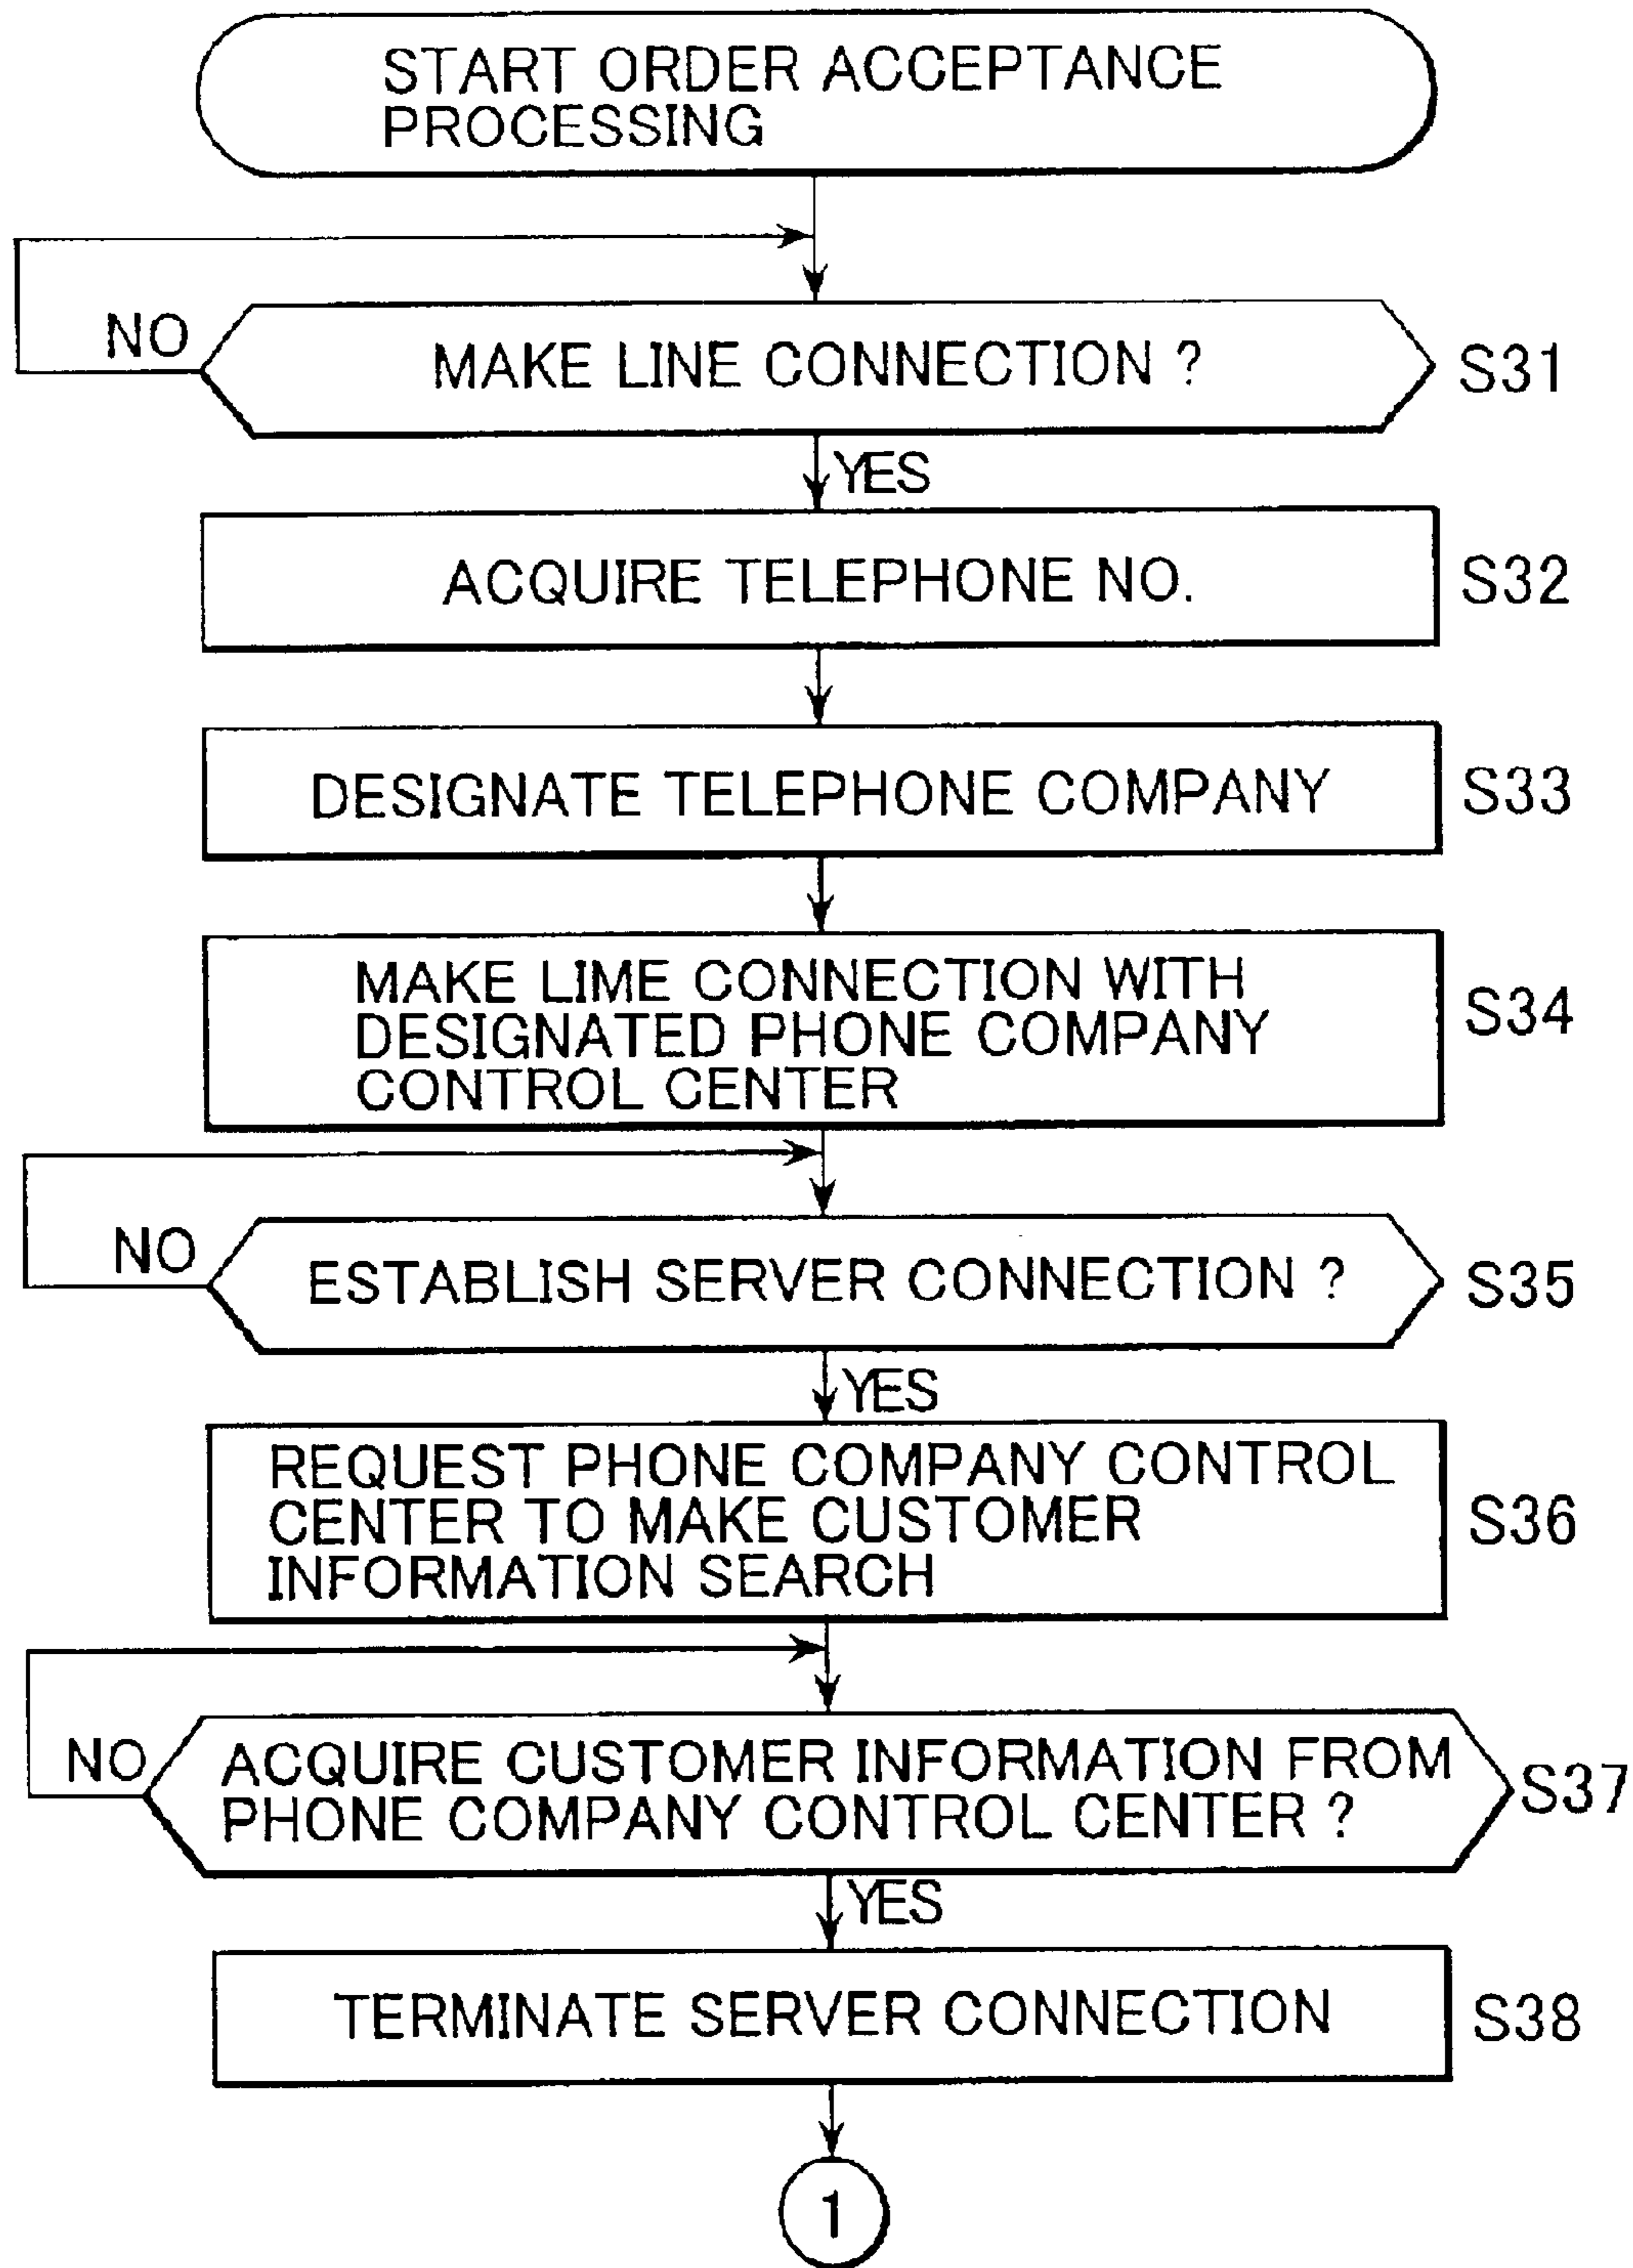 START ORDER ACCEPTANCE
PROCESSING
NO
MAKE LINE CONNECTION ?
S31
YES
ACQUIRE TELEPHONE NO.
S32
DESIGNATE TELEPHONE COMPANY
S33
MAKE LIME CONNECTION WITH
DESIGNATED PHONE COMPANY
CONTROL CENTER
S34
NO
ESTABLISH SERVER CONNECTION ?
S35
YES
REQUEST PHONE COMPANY CONTROL
CENTER TO MAKE CUSTOMER
INFORMATION SEARCH
S36
NO
ACQUIRE CUSTOMER INFORMATION FROM
PHONE COMPANY CONTROL CENTER ?
S37
YES
TERMINATE SERVER CONNECTION
S38
1